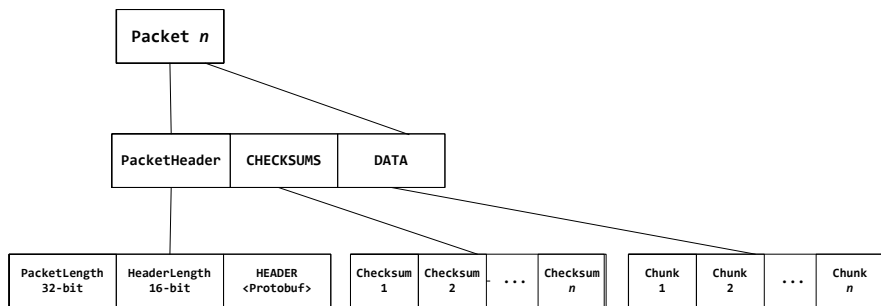 Packet n
PacketHeader
CHECKSUMS
DATA
PacketLength
32-bit
HeaderLength
16-bit
HEADER
<Protobuf>
Checksum
1
Checksum
2
...
Checksum
n
Chunk
1
Chunk
2
...
Chunk
n